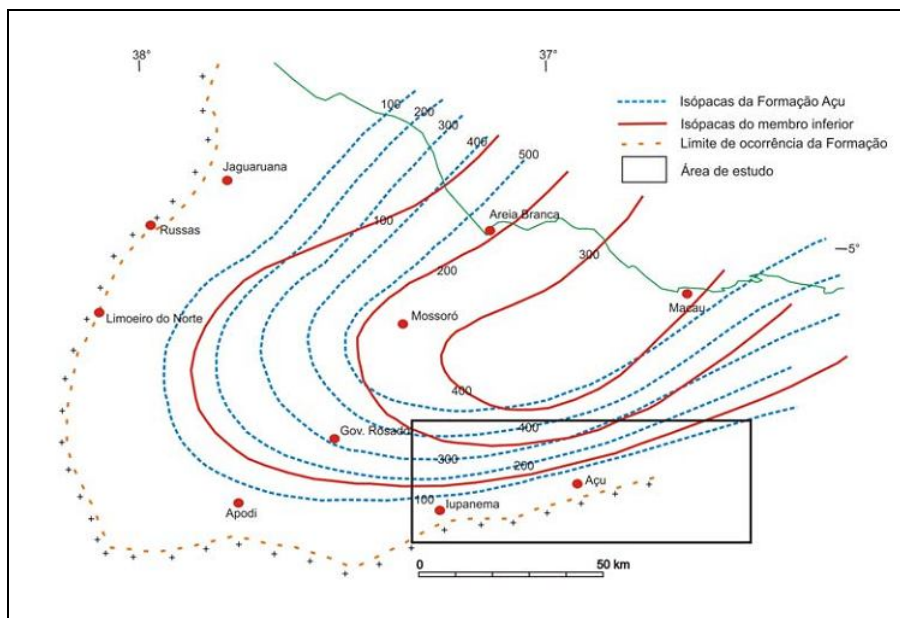 38°
37°
100
200
300
400
500
Isópacas da Formação Açu
Isópacas do membro inferior
Limite de ocorrência da Formação
Área de estudo
Jaguaruana
Russas
100
Areia Branca
5°
300
200
Limoeiro do Norte
Mossoró
Macau
400
Gov. Rosado
400
300
200
Açu
100
Iupanema
Apodi
0
50 km